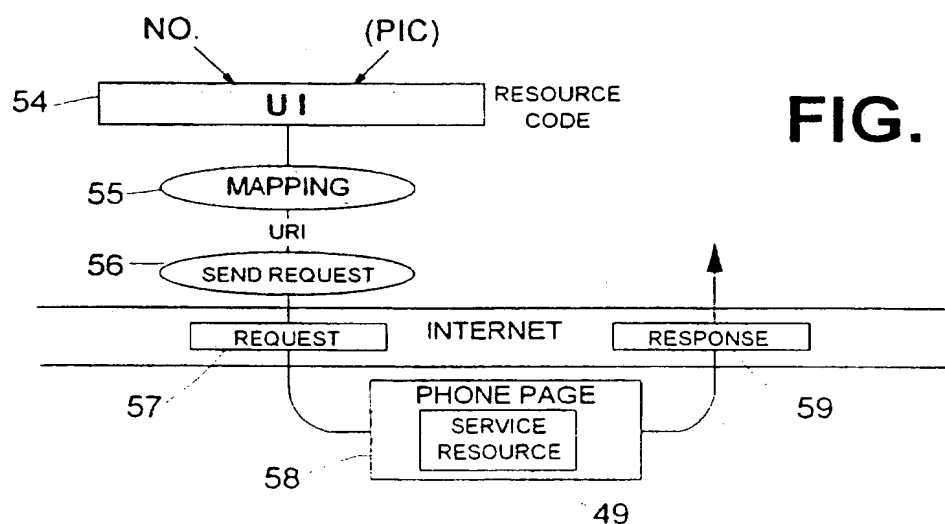 NO. (PIC)
54 UI RESOURCE
CODE
FIG.
55 MAPPING
URI
56 SEND REQUEST
REQUEST INTERNET RESPONSE
57 PHONE PAGE 59
SERVICE
RESOURCE
58
49